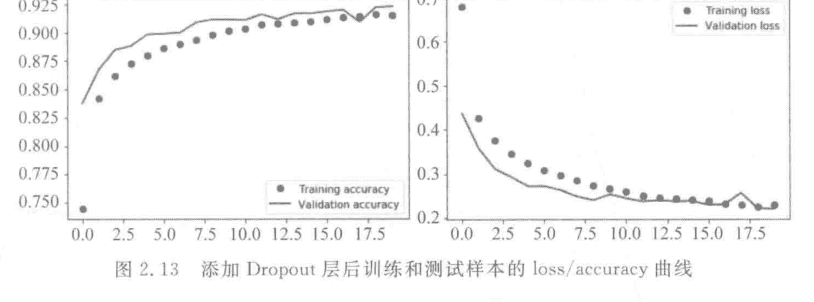 0.925
0.900
0.875
0.850
0.825
0.800
0.775
0.750
Training accuracy
Validation accuracy
0.0 2.5 5.0 7.5 10.0 12.5 15.0 17.5
0.7
0.6
0.5
0.4
0.3
0.2
Training loss
Validation loss
0.0 2.5 5.0 7.5 10.0 12.5 15.0 17.5
图 2.13 添加 Dropout 层后训练和测试样本的 loss/accuracy 曲线